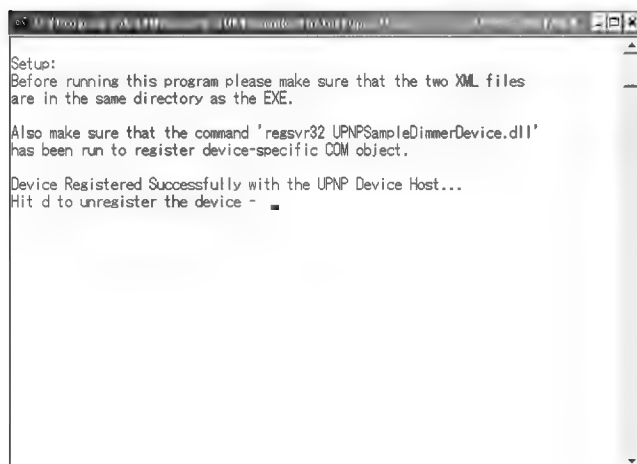 Setup:
Before running this program please make sure that the two XML files
are in the same directory as the EXE.
Also make sure that the command 'regsvr32 UPNPSampleDimmerDevice.dll'
has been run to register device-specific COM object.
Device Registered Successfully with the UPNP Device Host...
Hit d to unregister the device -